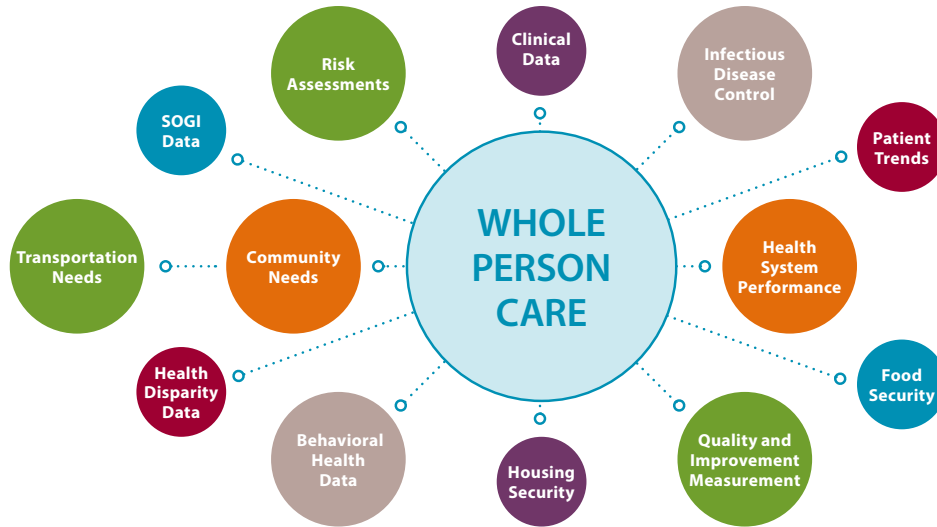 Clinical
Data
Infectious
Disease
Control
Risk
Assessments
SOGI
Data
Patient
Trends
WHOLE
PERSON
CARE
Transportation
Needs
Community
Needs
Health
System
Performance
Health
Disparity
Data
Food
Security
Behavioral
Health
Data
Housing
Security
Quality and
Improvement
Measurement